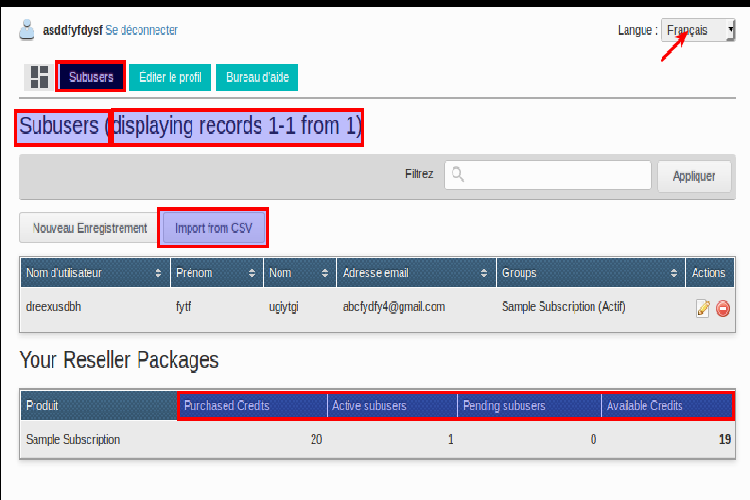 asddfyfdysf Se déconnecter
Langue : Français
Subusers Éditer le profil Bureau d'aide
Subusers (displaying records 1-1 from 1)
Filtrez Appliquer
Nouveau Enregistrement Import from CSV
Nom d'utilisateur Prénom Nom Adresse email Groups Actions
dreexusdbh fytf ugiytgi abcfydfy4@gmail.com Sample Subscription (Actif)
Your Reseller Packages
Produit Purchased Credits Active subusers Pending subusers Available Credits
Sample Subscription 20 1 0 19